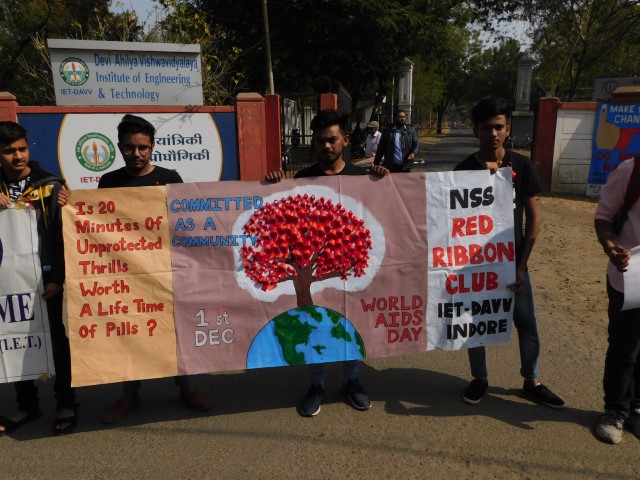 Devi Ahilya Vishwavidyalaya
Institute of Engineering
& Technology
IET-DAVV
यांत्रिकी
प्रौद्योगिकी
MAKE
CHAN
Is 20
Minutes Of
Unprotected
Thrills
Worth
A Life Time
Of Pills ?
COMMITTED
AS A
COMMUNITY
1st
DEC
WORLD
AIDS
DAY
NSS
RED
RIBBON
CLUB
IET-DAVV
INDORE
ME
I.E.T.)